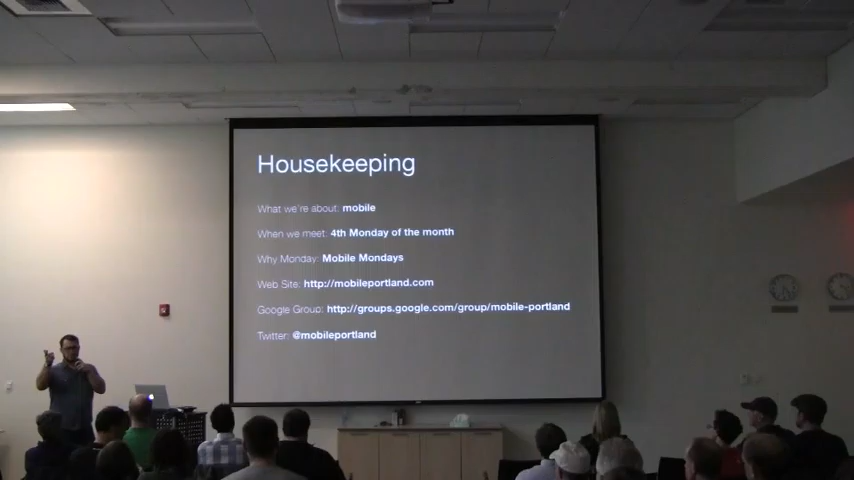 Housekeeping
What we're about: mobile
When we meet: 4th Monday of the month
Why Monday: Mobile Mondays
Web Site: http://mobileportland.com
Google Group: http://groups.google.com/group/mobile-portland
Twitter: @mobileportland